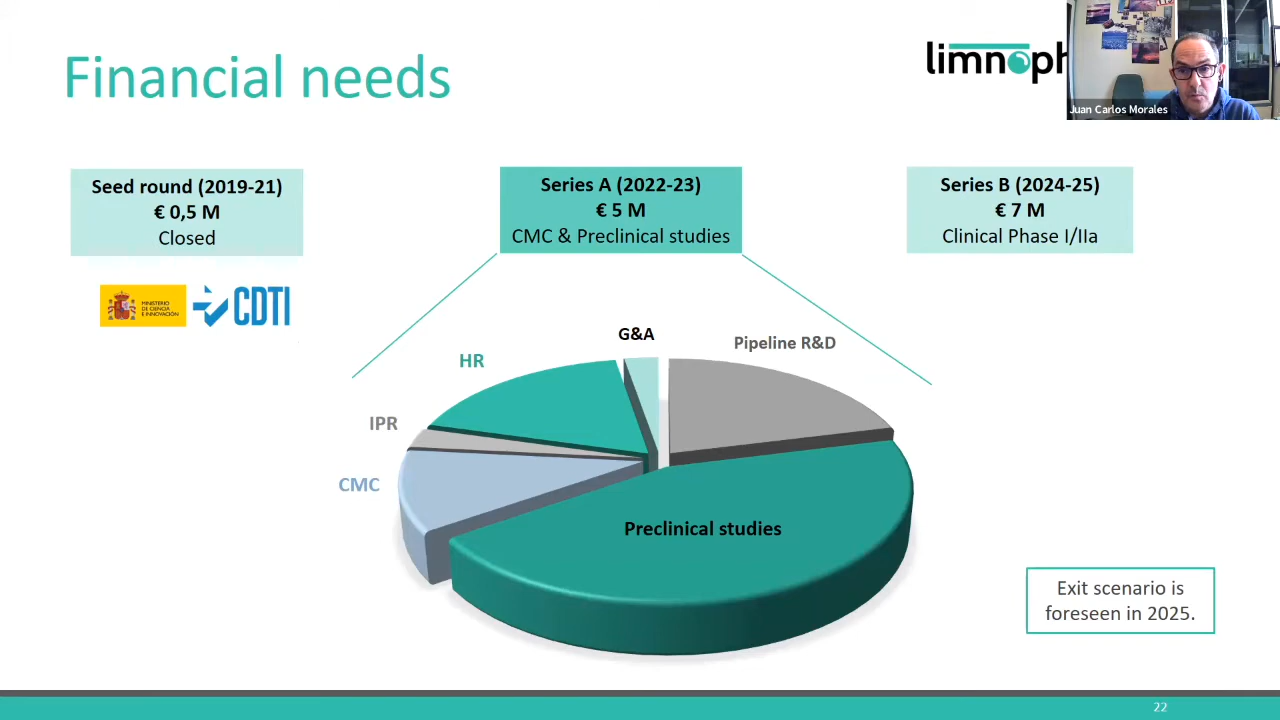 Financial needs
limnoph
Juan Carlos Morales
Seed round (2019-21)
€ 0,5 M
Closed
Series A (2022-23)
€ 5 M
CMC & Preclinical studies
Series B (2024-25)
€ 7 M
Clinical Phase I/IIa
MINISTERIO
DE CIENCIA
E INNOVACIÓN
CDTI
G&A
Pipeline R&D
HR
IPR
CMC
Preclinical studies
Exit scenario is
foreseen in 2025.
22